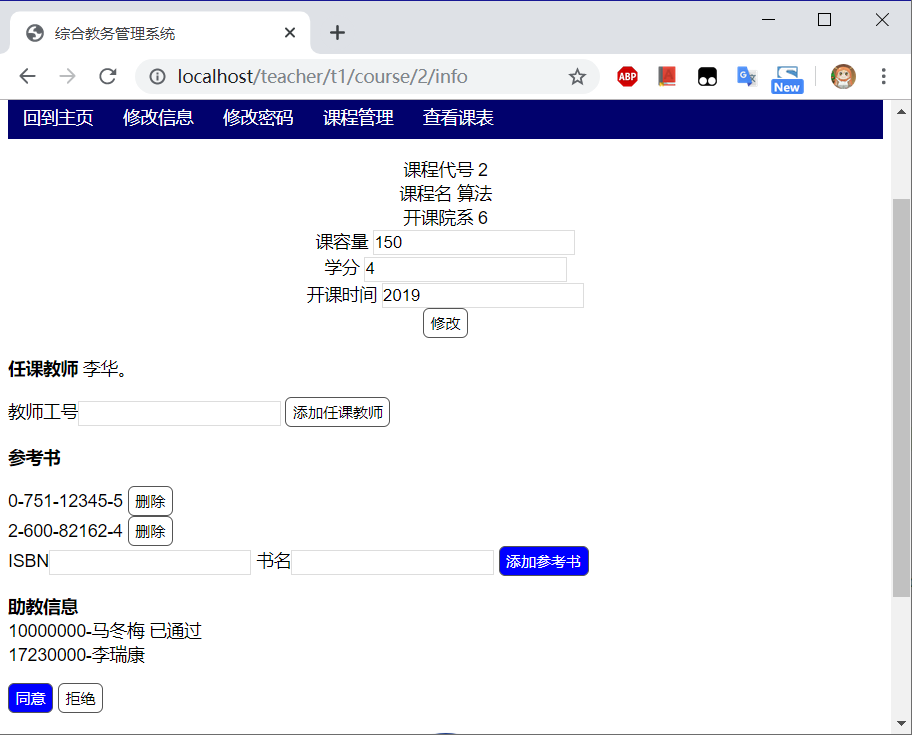 综合教务管理系统
localhost/teacher/t1/course/2/info
ABP
New
回到主页 修改信息 修改密码 课程管理 查看课表
课程代号 2
课程名 算法
开课院系 6
课容量 150
学分 4
开课时间 2019
修改
任课教师 李华。
教师工号 添加任课教师
参考书
0-751-12345-5 删除
2-600-82162-4 删除
ISBN 书名 添加参考书
助教信息
10000000-马冬梅 已通过
17230000-李瑞康
同意 拒绝